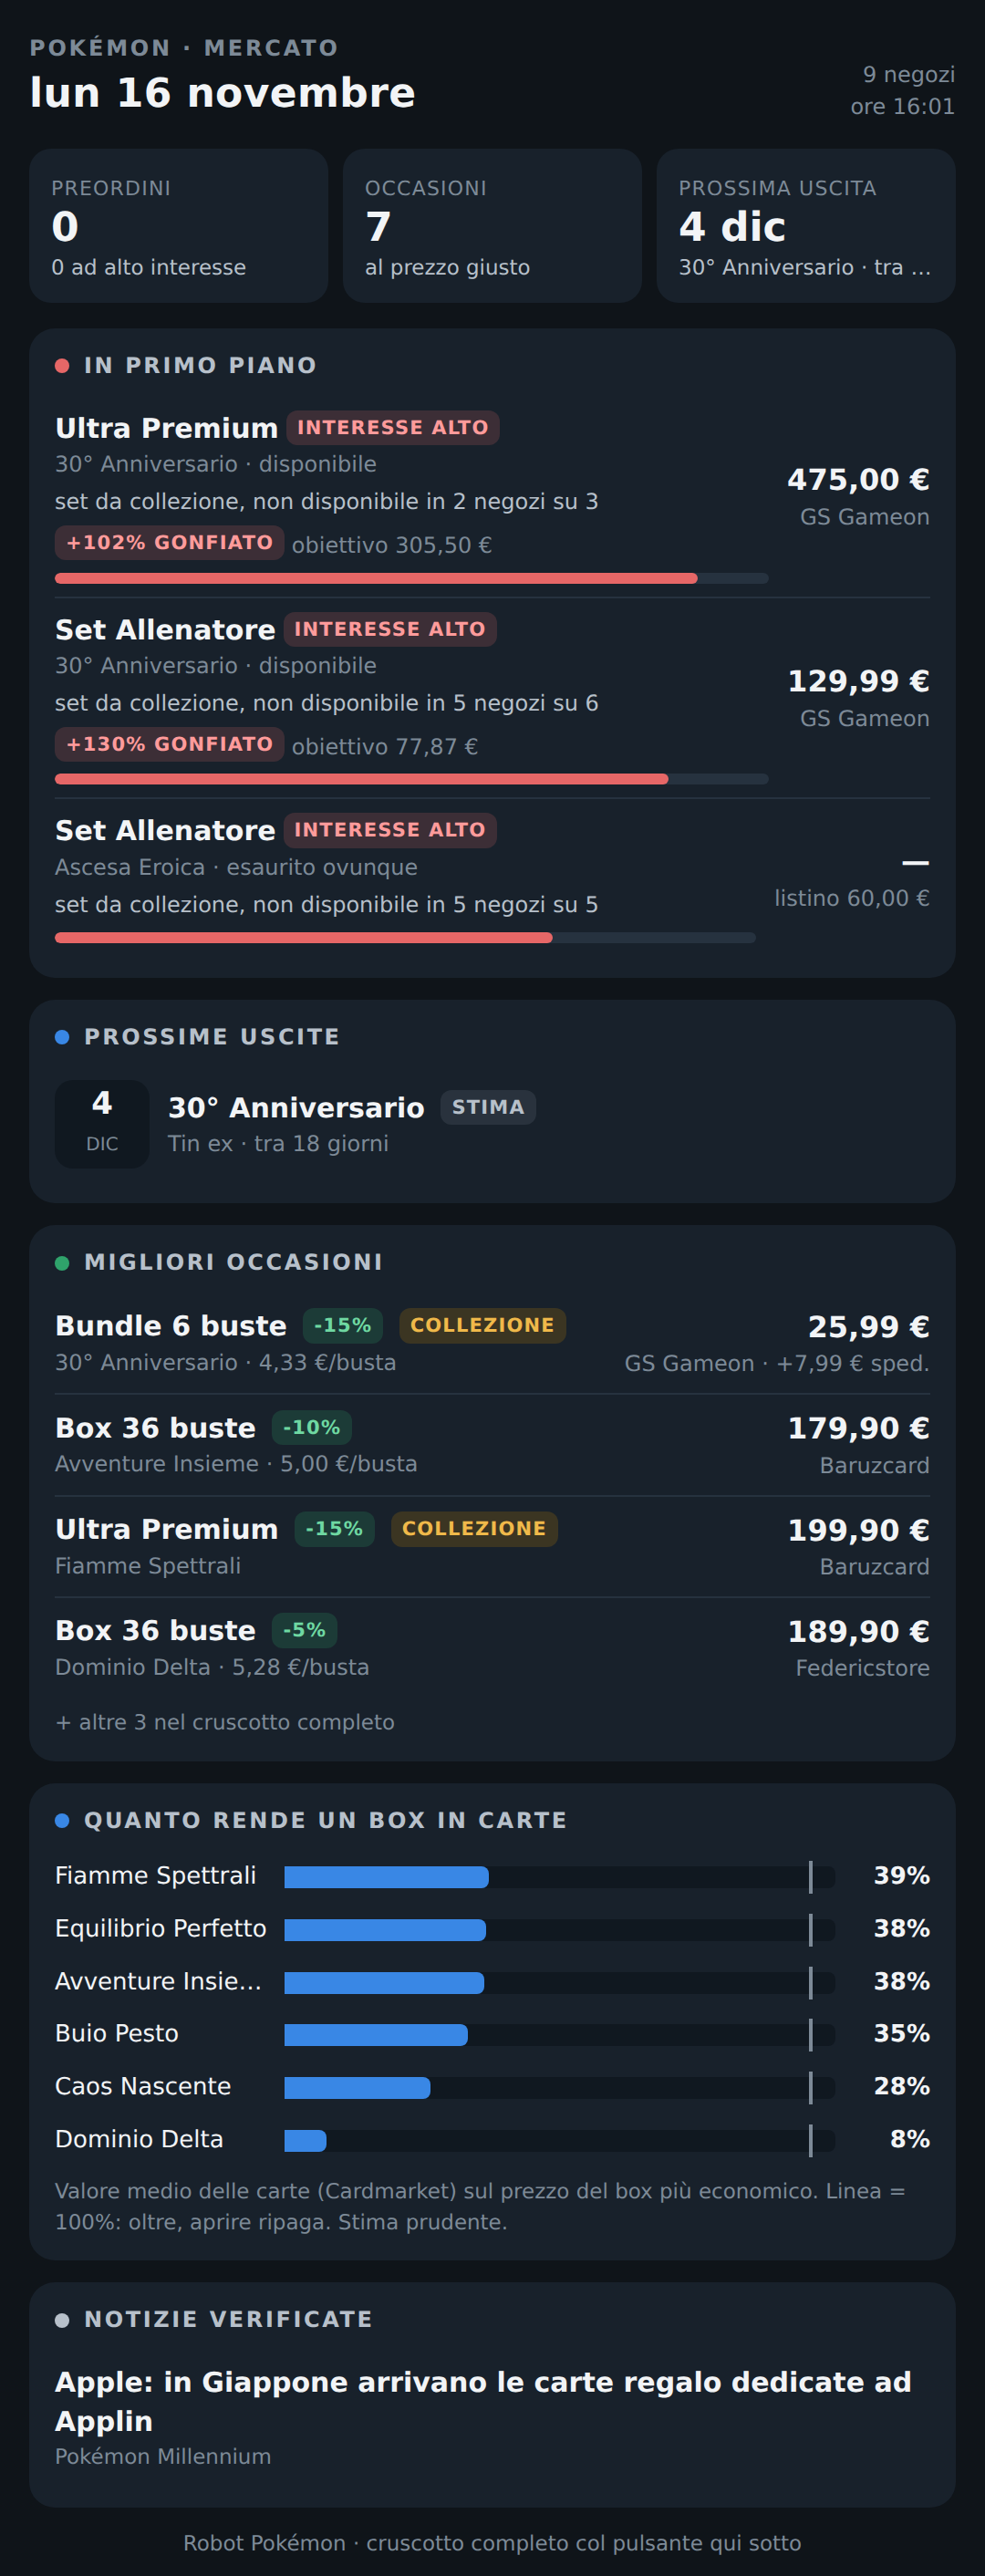 POKÉMON · MERCATO
lun 16 novembre
9 negozi
ore 16:01
PREORDINI
0
0 ad alto interesse
OCCASIONI
7
al prezzo giusto
PROSSIMA USCITA
4 dic
30° Anniversario · tra ...
IN PRIMO PIANO
Ultra Premium INTERESSE ALTO
30° Anniversario · disponibile
set da collezione, non disponibile in 2 negozi su 3
+102% GONFIATO obiettivo 305,50 €
475,00 €
GS Gameon
Set Allenatore INTERESSE ALTO
30° Anniversario · disponibile
set da collezione, non disponibile in 5 negozi su 6
+130% GONFIATO obiettivo 77,87 €
129,99 €
GS Gameon
Set Allenatore INTERESSE ALTO
Ascesa Eroica · esaurito ovunque
set da collezione, non disponibile in 5 negozi su 5
—
listino 60,00 €
PROSSIME USCITE
4
DIC
30° Anniversario STIMA
Tin ex · tra 18 giorni
MIGLIORI OCCASIONI
Bundle 6 buste -15% COLLEZIONE
30° Anniversario · 4,33 €/busta
25,99 €
GS Gameon · +7,99 € sped.
Box 36 buste -10%
Avventure Insieme · 5,00 €/busta
179,90 €
Baruzcard
Ultra Premium -15% COLLEZIONE
Fiamme Spettrali
199,90 €
Baruzcard
Box 36 buste -5%
Dominio Delta · 5,28 €/busta
189,90 €
Federicstore
+ altre 3 nel cruscotto completo
QUANTO RENDE UN BOX IN CARTE
Fiamme Spettrali 39%
Equilibrio Perfetto 38%
Avventure Insie... 38%
Buio Pesto 35%
Caos Nascente 28%
Dominio Delta 8%
Valore medio delle carte (Cardmarket) sul prezzo del box più economico. Linea =
100%: oltre, aprire ripaga. Stima prudente.
NOTIZIE VERIFICATE
Apple: in Giappone arrivano le carte regalo dedicate ad
Applin
Pokémon Millennium
Robot Pokémon · cruscotto completo col pulsante qui sotto